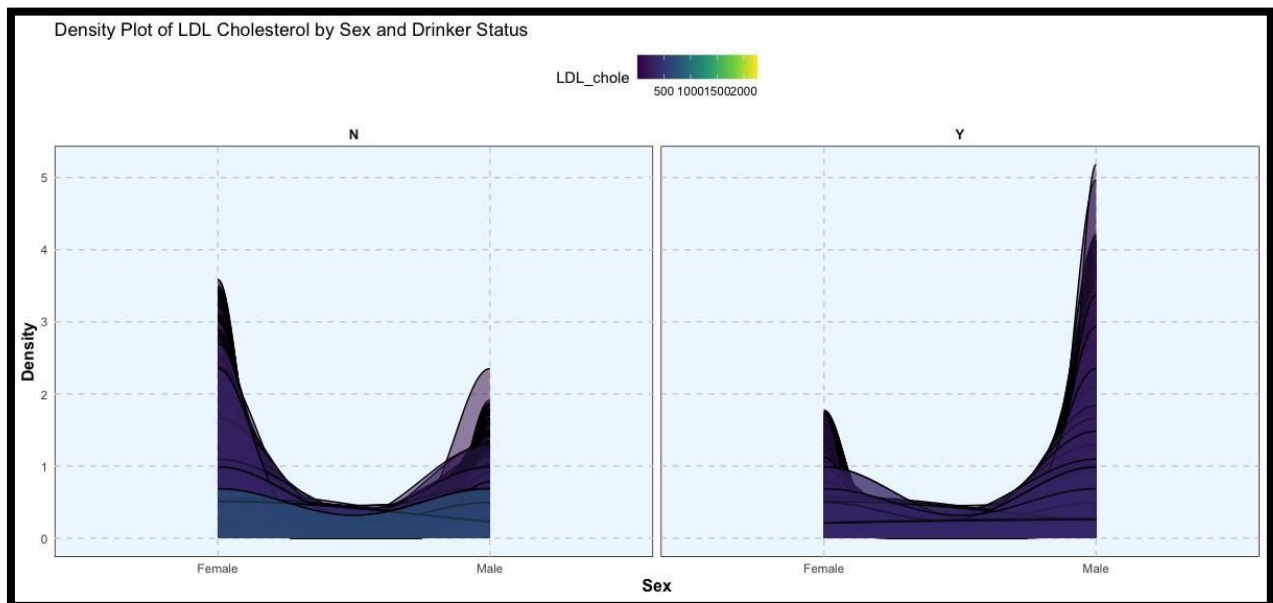 Density Plot of LDL Cholesterol by Sex and Drinker Status
LDL_chole
500 100015002000
N
Y
5
4
3
2
1
0
Density
Female
Male
Female
Male
Sex